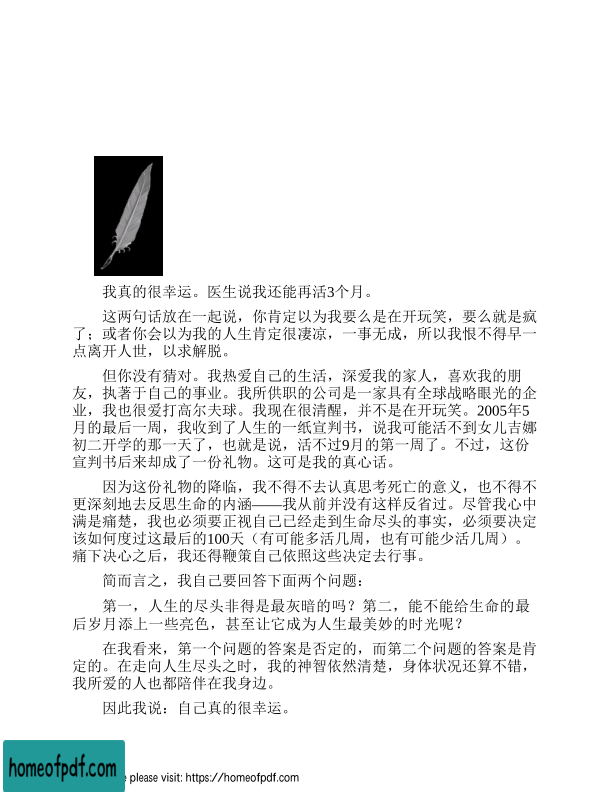 我真的很幸运。医生说我还能再活3个月。
这两句话放在一起说，你肯定以为我要么是在开玩笑，要么就是疯
了；或者你会以为我的人生肯定很凄凉，一事无成，所以我恨不得早一
点离开人世，以求解脱。
但你没有猜对。我热爱自己的生活，深爱我的家人，喜欢我的朋
友，执著于自己的事业。我所供职的公司是一家具有全球战略眼光的企
业，我也很爱打高尔夫球。我现在很清醒，并不是在开玩笑。2005年5
月的最后一周，我收到了人生的一纸宣判书，说我可能活不到女儿吉娜
初二开学的那一天了，也就是说，活不过9月的第一周了。不过，这份
宣判书后来却成了一份礼物。这可是我的真心话。
因为这份礼物的降临，我不得不去认真思考死亡的意义，也不得不
更深刻地去反思生命的内涵——我从前并没有这样反省过。尽管我心中
满是痛楚，我也必须要正视自己已经走到生命尽头的事实，必须要决定
该如何度过这最后的100天（有可能多活几周，也有可能少活几周）。
痛下决心之后，我还得鞭策自己依照这些决定去行事。
简而言之，我自己要回答下面两个问题：
第一，人生的尽头非得是最灰暗的吗？第二，能不能给生命的最
后岁月添上一些亮色，甚至让它成为人生最美妙的时光呢？
在我看来，第一个问题的答案是否定的，而第二个问题的答案是肯
定的。在走向人生尽头之时，我的神智依然清楚，身体状况还算不错，
我所爱的人也都陪伴在我身边。
因此我说：自己真的很幸运。
homeofpdf.com
please visit: https://homeofpdf.com